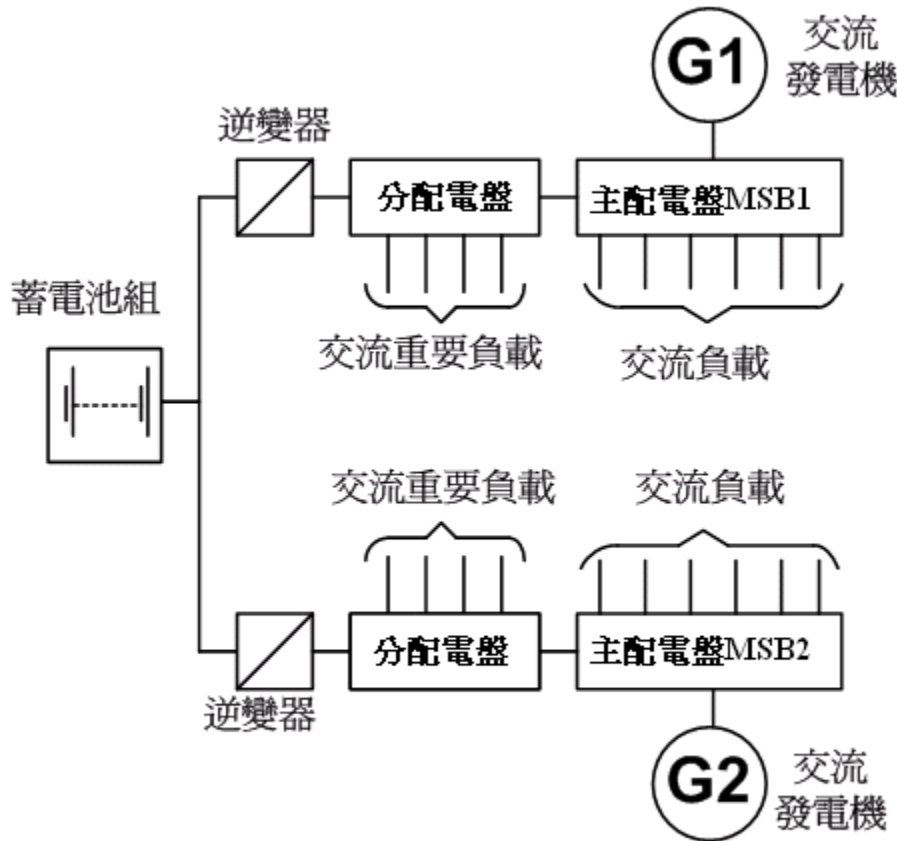 G1
交流
發電機
逆變器
分配電盤
主配電盤MSB1
蓄電池組
交流重要負載
交流負載
交流重要負載
交流負載
分配電盤
主配電盤MSB2
逆變器
G2
交流
發電機